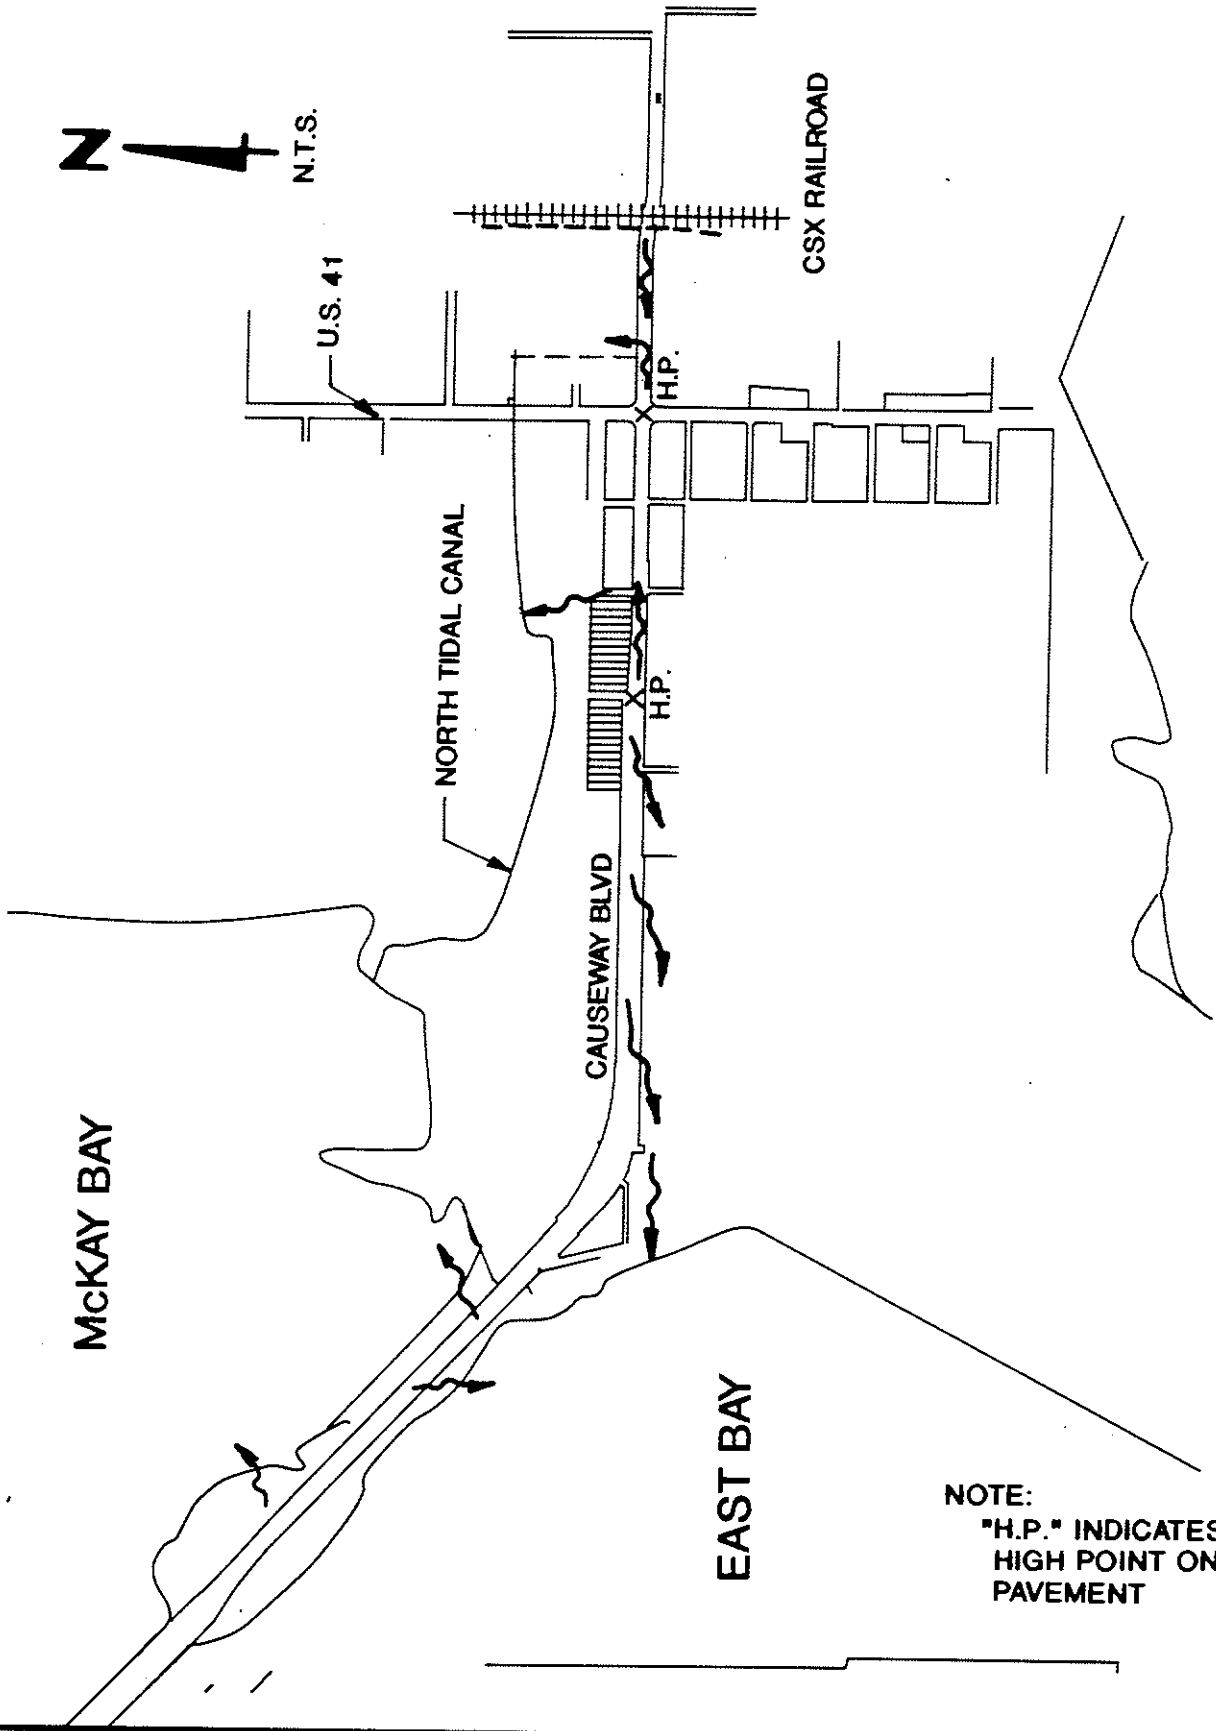 N
N.T.S.
U.S. 41
CSX RAILROAD
H.P.
NORTH TIDAL CANAL
H.P.
CAUSEWAY BLVD
McKAY BAY
EAST BAY
NOTE:
"H.P." INDICATES
HIGH POINT ON
PAVEMENT